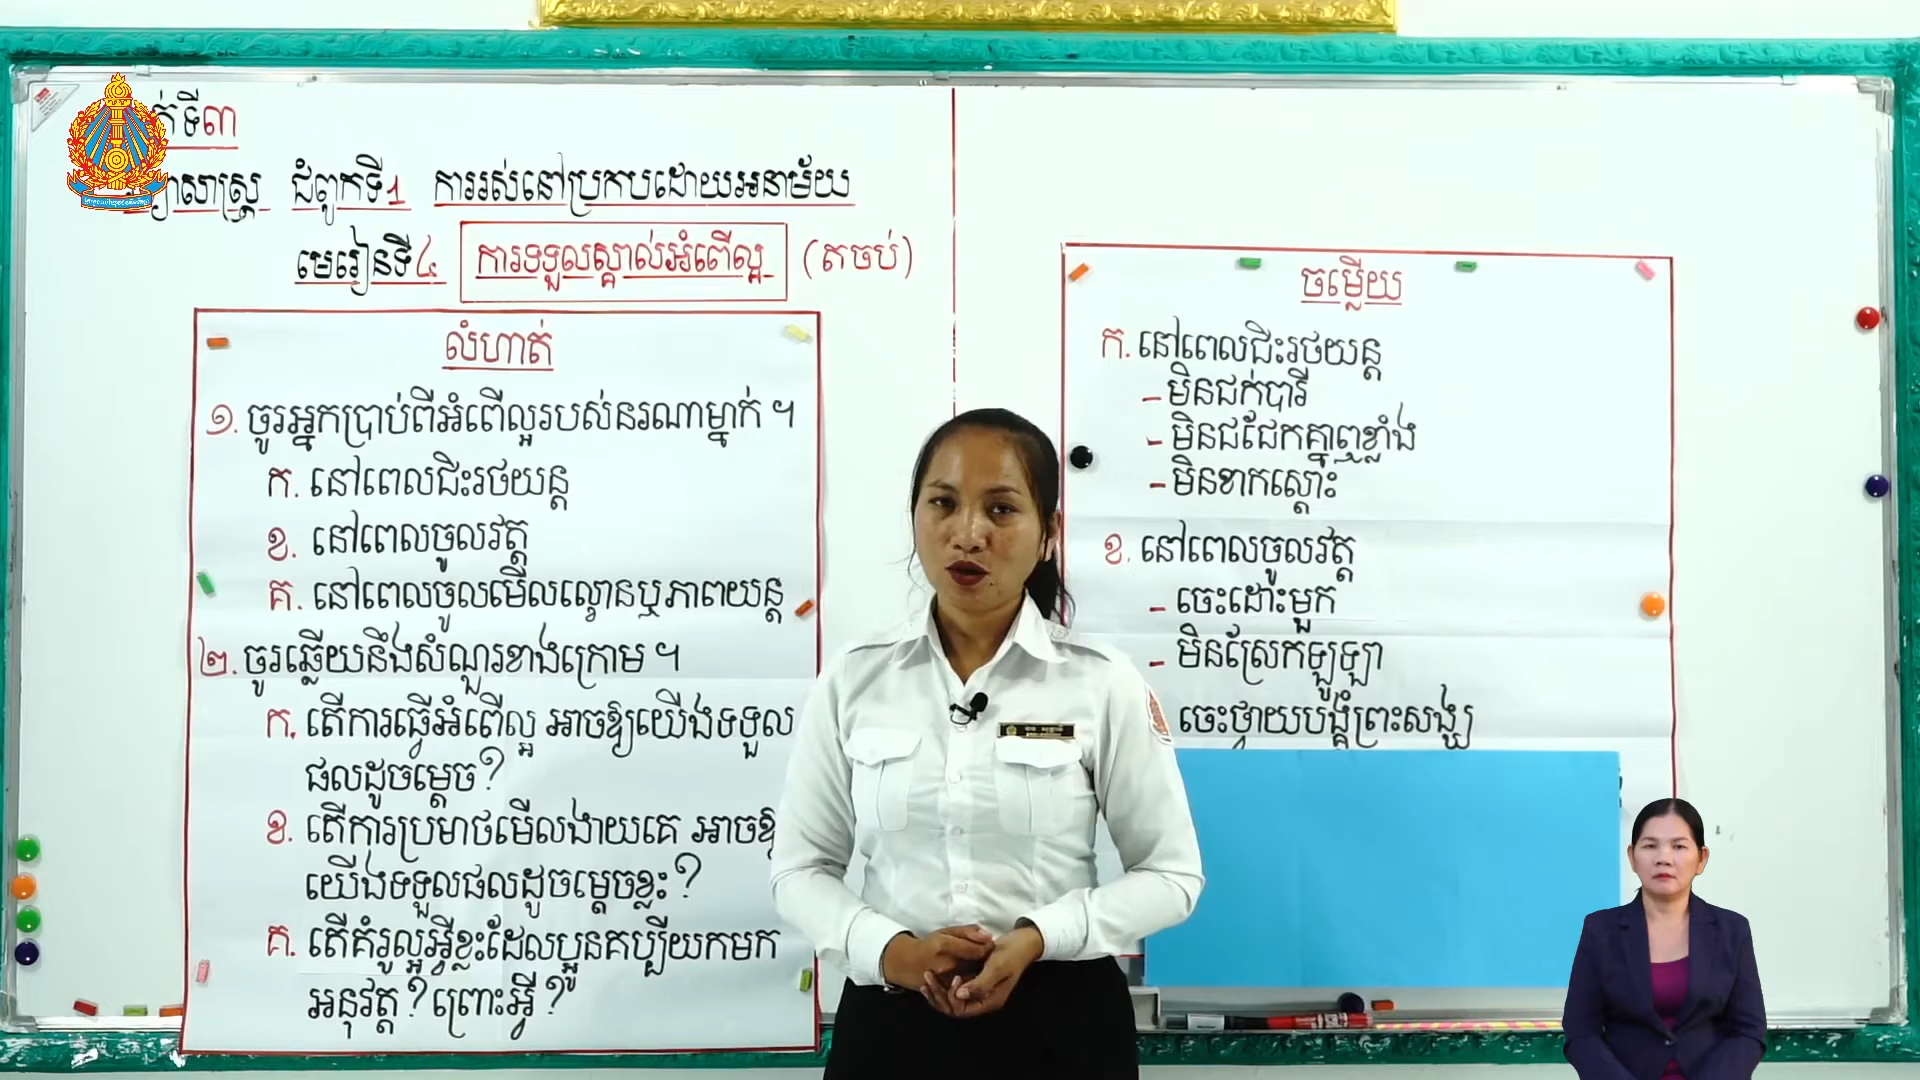 ទី៣
ជំពូកទី1 ការរស់នៅប្រកបដោយអនាម័យ
មេរៀនទី៤ ការទទួលស្គាល់អំពើល្អ (តចប់)
លំហាត់
១. ចូរអ្នកប្រាប់ពីអំពើល្អរបស់នរណាម្នាក់ ។
ក. នៅពេលជិះរថយន្ត
ខ. នៅពេលចូលវត្ត
គ. នៅពេលចូលមើលល្ខោនឬភាពយន្ត
២. ចូរឆ្លើយនឹងសំណួរខាងក្រោម ។
ក. តើការធ្វើអំពើល្អ អាចឱ្យយើងទទួល
ផលដូចម្ដេច?
ខ. តើការប្រមាថមើលងាយគេ អាចឱ្យ
យើងទទួលផលដូចម្ដេចខ្លះ?
គ. តើគំរូល្អអ្វីខ្លះដែលប្អូនគប្បីយកមក
អនុវត្ត? ព្រោះអ្វី?
ចម្លើយ
ក. នៅពេលជិះរថយន្ត
- មិនជក់បារី
- មិនជជែកគ្នាឮខ្លាំង
- មិនខាកស្ដោះ
ខ. នៅពេលចូលវត្ត
- ចេះដោះមួក
- មិនស្រែកឡូឡា
ចេះថ្វាយបង្គំព្រះសង្ឃ